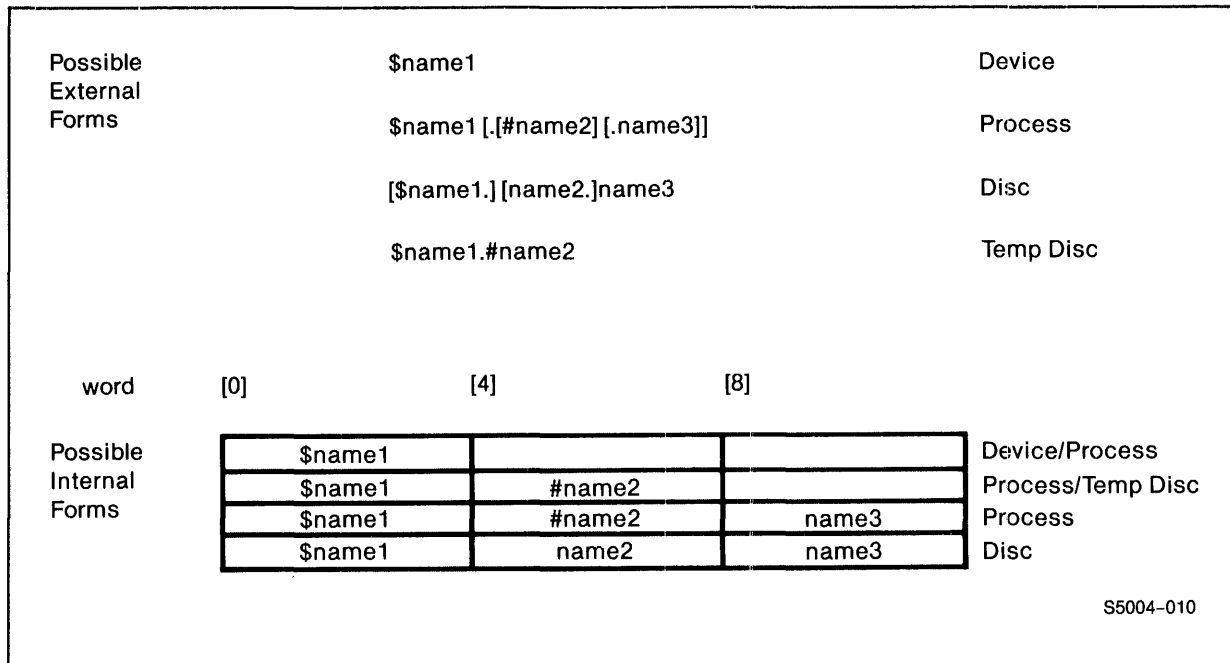 Possible External Forms
$name1 Device
$name1 [.[#name2] [.name3]] Process
[$name1.] [name2.]name3 Disc
$name1.#name2 Temp Disc
word [0] [4] [8]
Possible Internal Forms
$name1 Device/Process
$name1 #name2 Process/Temp Disc
$name1 #name2 name3 Process
$name1 name2 name3 Disc
S5004-010